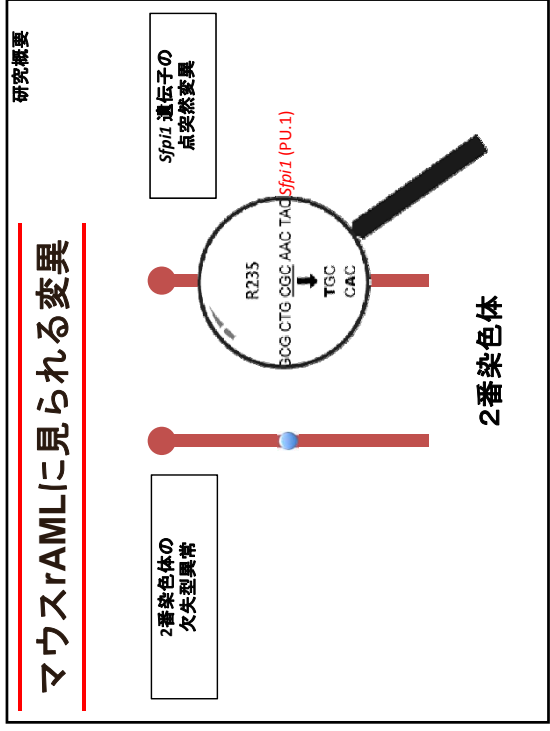 研究概要
マウスrAMLに見られる変異
2番染色体の
欠失型異常
Sfpi1 遺伝子の
点突然変異
R235
GCG CTG CGC AAC TAC
Sfpi1 (PU.1)
TGC
CAC
2番染色体